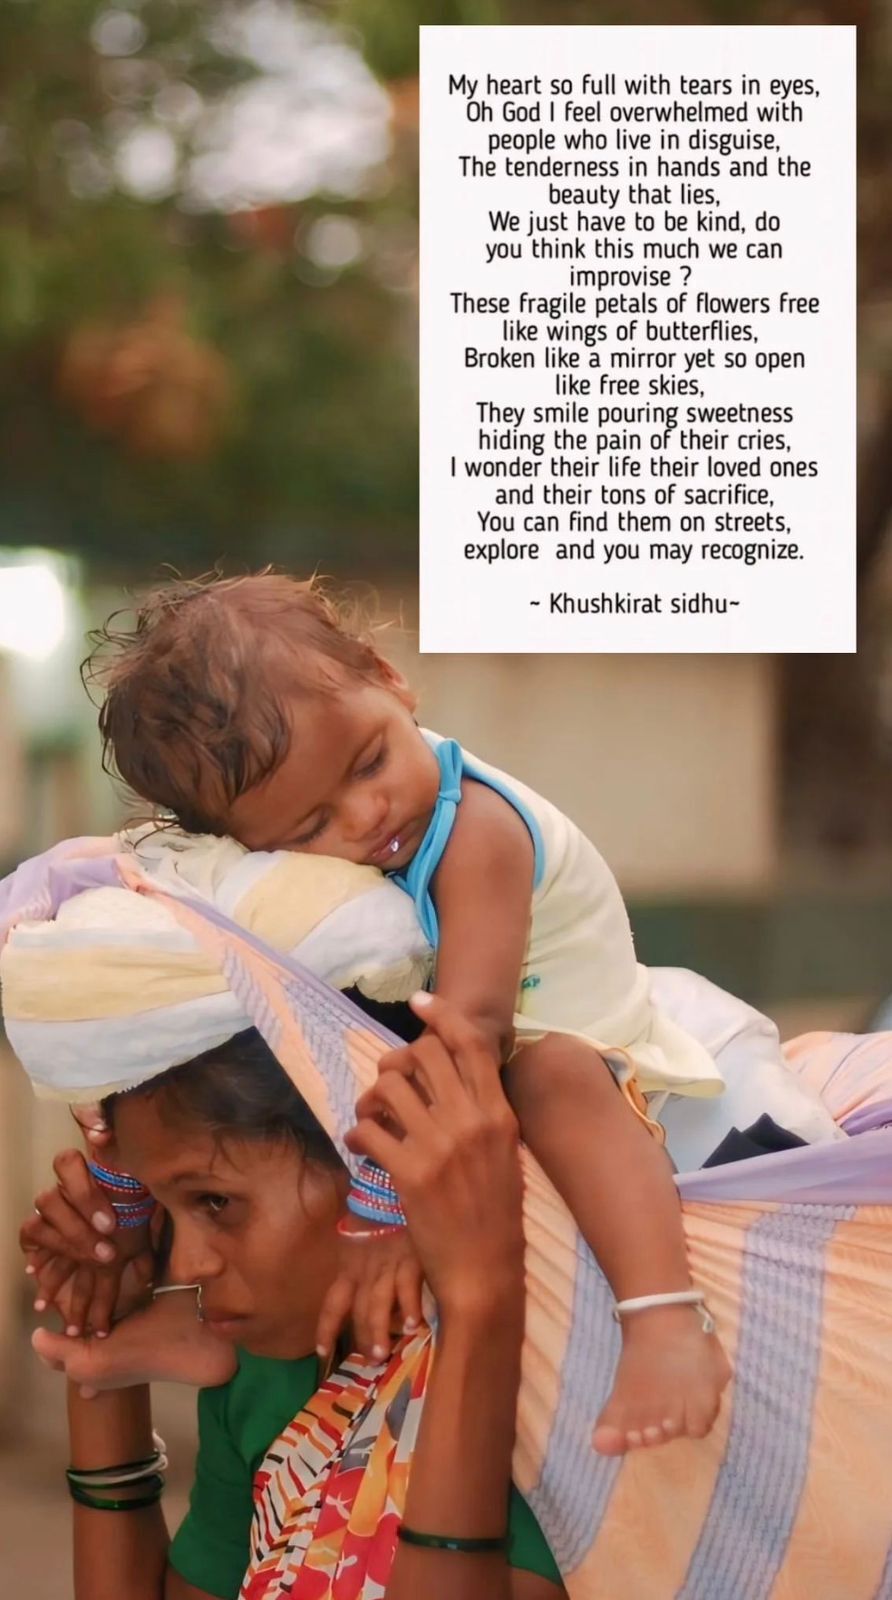 My heart so full with tears in eyes,
Oh God I feel overwhelmed with
people who live in disguise,
The tenderness in hands and the
beauty that lies,
We just have to be kind, do
you think this much we can
improvise ?
These fragile petals of flowers free
like wings of butterflies,
Broken like a mirror yet so open
like free skies,
They smile pouring sweetness
hiding the pain of their cries,
I wonder their life their loved ones
and their tons of sacrifice,
You can find them on streets,
explore  and you may recognize.
~ Khushkirat sidhu~